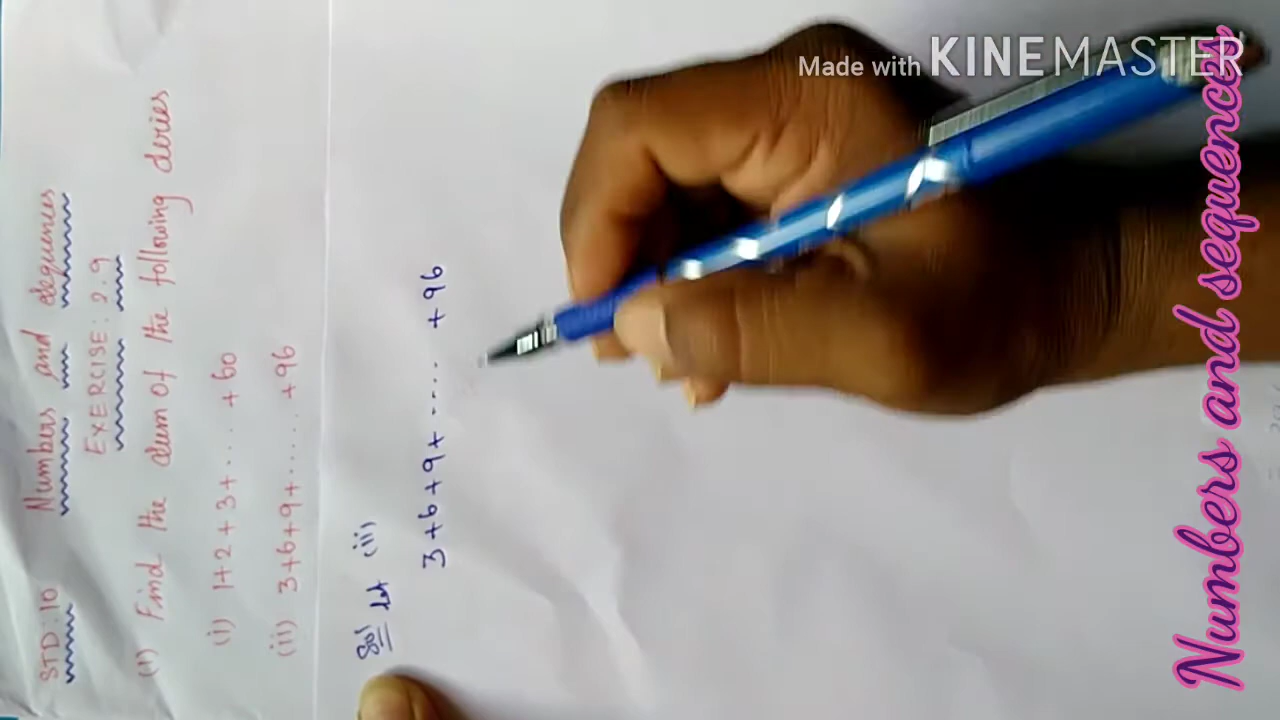 STD:10 Numbers and sequences
EXERCISE: 2.9
(1) Find the sum of the following series
(i) 1+2+3+....+60
(ii) 3+6+9+.....+96
Sol let (ii)
3+6+9+.... +96
Made with KINEMASTER
Numbers and sequences